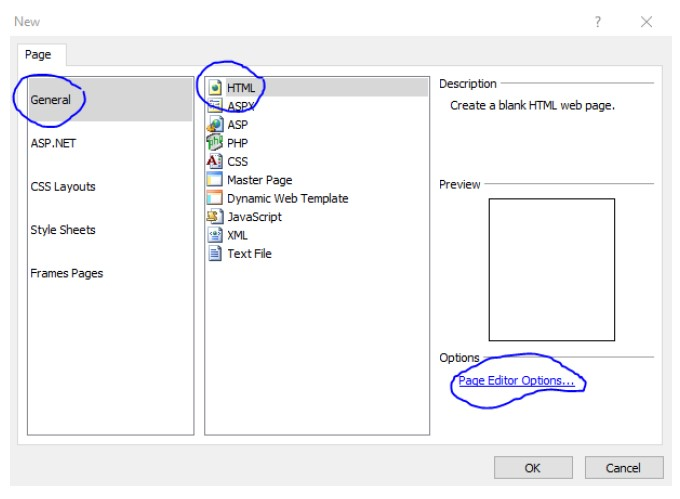 New
Page
General
ASP.NET
CSS Layouts
Style Sheets
Frames Pages
HTML
ASPX
ASP
PHP
CSS
Master Page
Dynamic Web Template
JavaScript
XML
Text File
Description
Create a blank HTML web page.
Preview
Options
Page Editor Options...
OK
Cancel